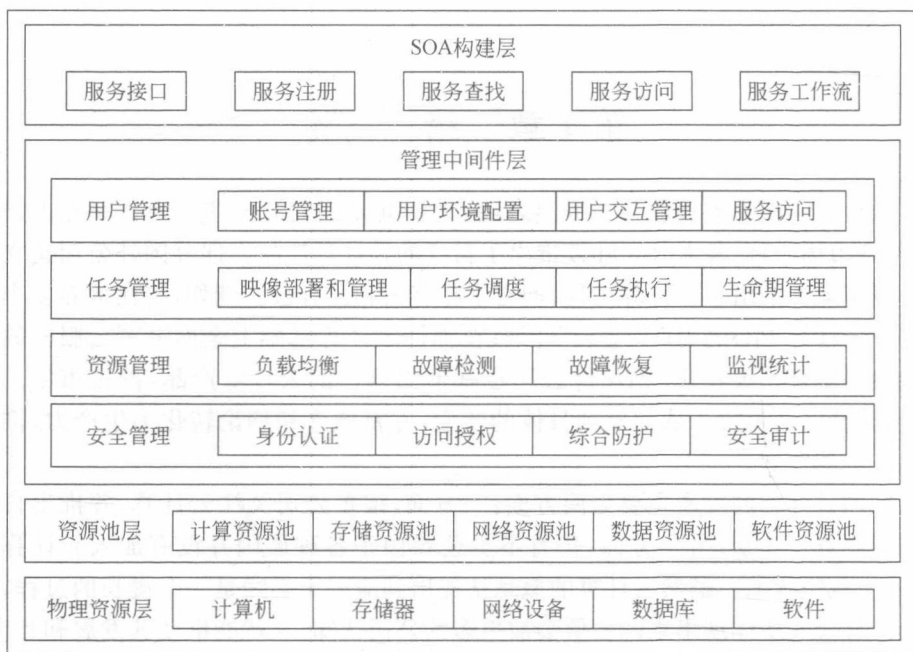 SOA构建层
服务接口 服务注册 服务查找 服务访问 服务工作流
管理中间件层
用户管理 账号管理 用户环境配置 用户交互管理 服务访问
任务管理 映像部署和管理 任务调度 任务执行 生命期管理
资源管理 负载均衡 故障检测 故障恢复 监视统计
安全管理 身份认证 访问授权 综合防护 安全审计
资源池层 计算资源池 存储资源池 网络资源池 数据资源池 软件资源池
物理资源层 计算机 存储器 网络设备 数据库 软件